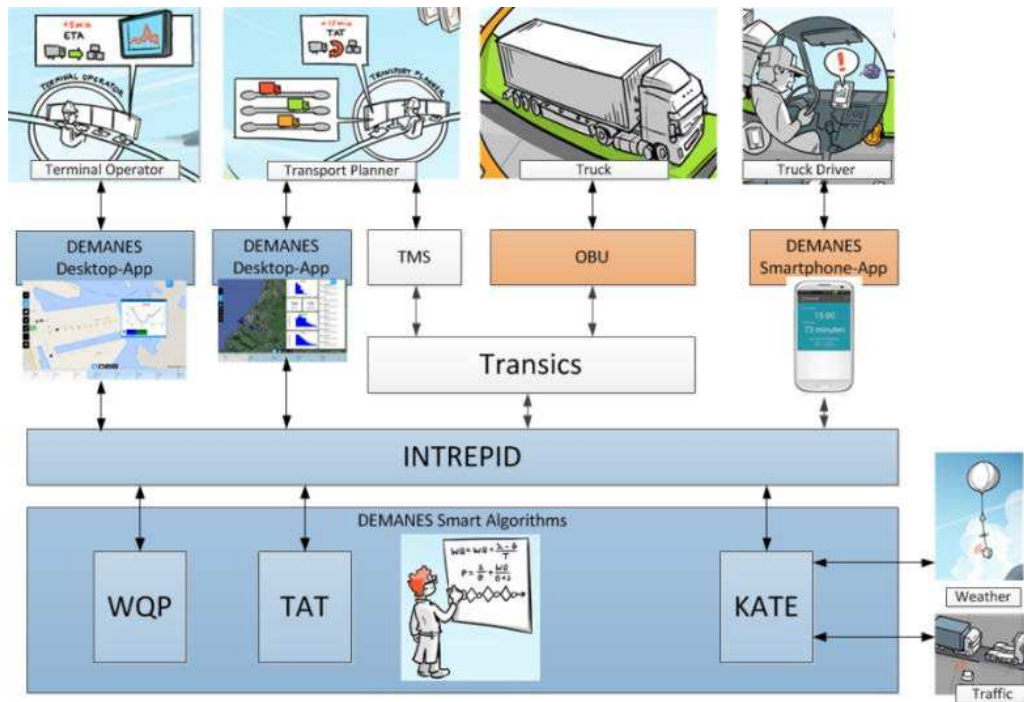 +5min
ETA
TERMINAL OPERATOR
Terminal Operator
+15min
TAT
TRANSPORT PLANNER
Transport Planner
Truck
!
Truck Driver
DEMANES
Desktop-App
DEMANES
Desktop-App
TMS
OBU
DEMANES
Smartphone-App
15:00
73 minuten
Transics
INTREPID
DEMANES Smart Algorithms
WQP
TAT
KATE
Weather
Traffic